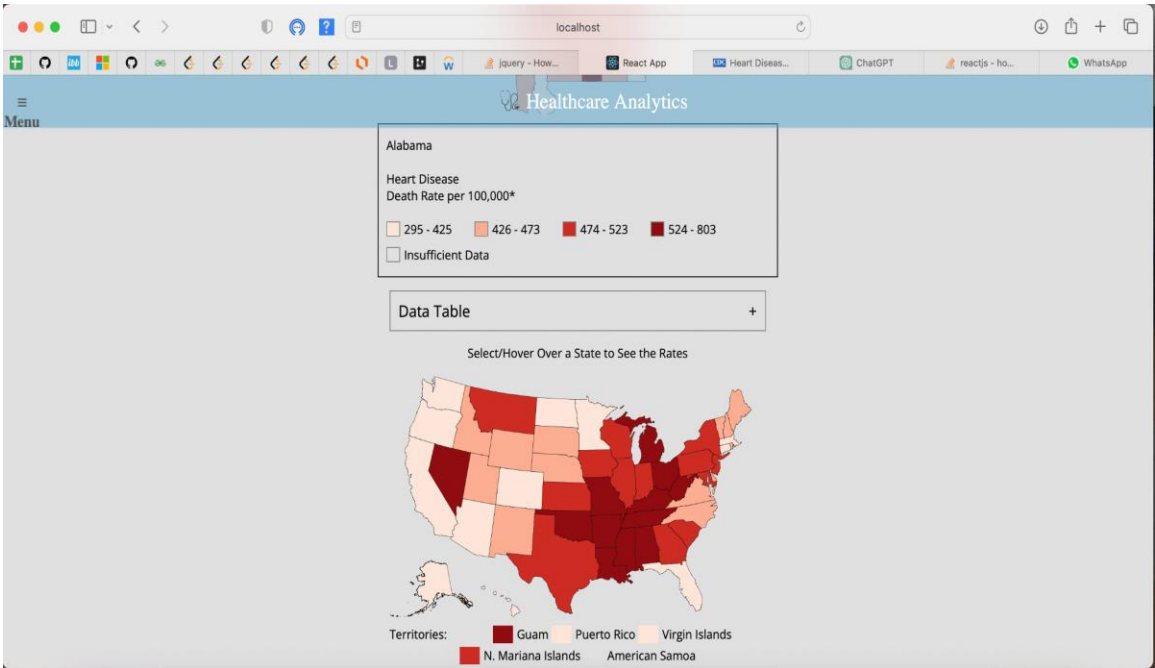 localhost
jquery - How...
React App
CDC Heart Diseas...
ChatGPT
reactjs - ho...
WhatsApp
Menu
Healthcare Analytics
Alabama
Heart Disease
Death Rate per 100,000*
295 - 425 426 - 473 474 - 523 524 - 803
Insufficient Data
Data Table +
Select/Hover Over a State to See the Rates
Territories: Guam Puerto Rico Virgin Islands
N. Mariana Islands American Samoa